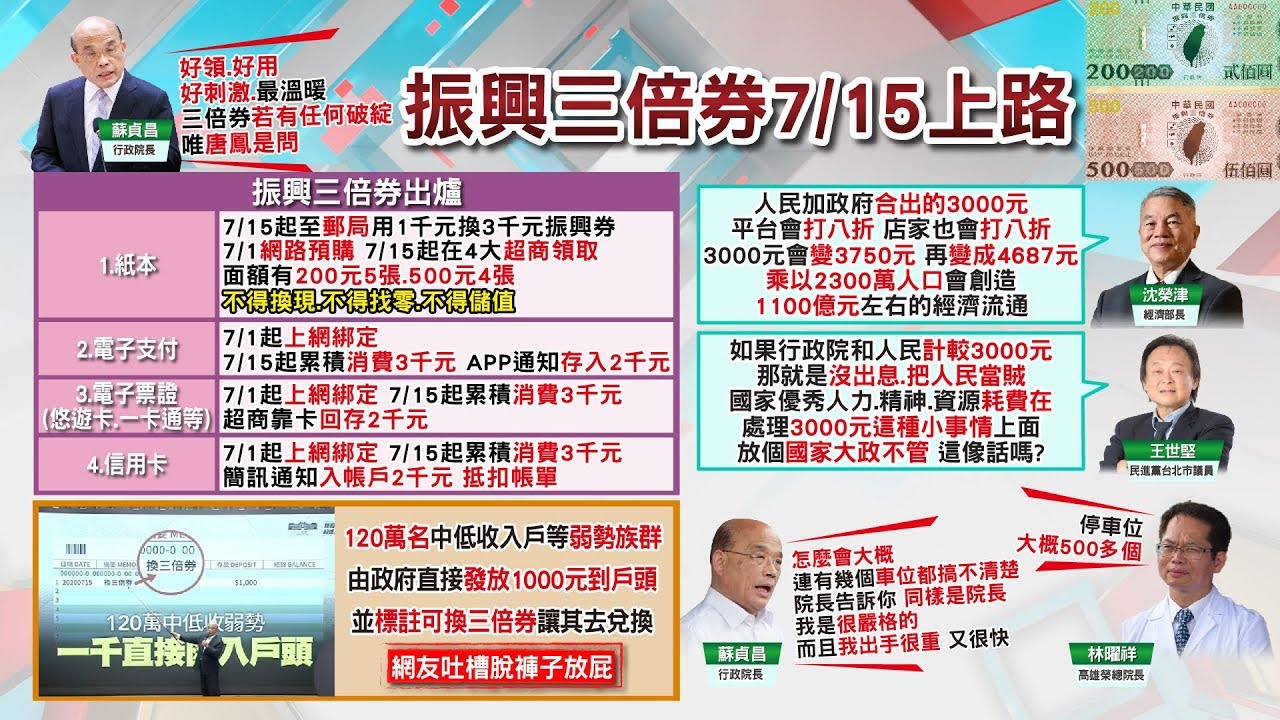 好領.好用
好刺激.最溫暖
三倍券若有任何破綻
唯唐鳳是問
蘇貞昌
行政院長
振興三倍券7/15上路
200
中華民國
振興三倍券
200 200
貳佰圓
500
中華民國
振興三倍券
500 500
伍佰圓
振興三倍券出爐
1.紙本
7/15起至郵局用1千元換3千元振興券
7/1網路預購 7/15起在4大超商領取
面額有200元5張.500元4張
不得換現.不得找零.不得儲值
2.電子支付
7/1起上網綁定
7/15起累積消費3千元 APP通知存入2千元
3.電子票證
(悠遊卡.一卡通等)
7/1起上網綁定 7/15起累積消費3千元
超商靠卡回存2千元
4.信用卡
7/1起上網綁定 7/15起累積消費3千元
簡訊通知入帳戶2千元 抵扣帳單
人民加政府合出的3000元
平台會打八折 店家也會打八折
3000元會變3750元 再變成4687元
乘以2300萬人口會創造
1100億元左右的經濟流通
沈榮津
經濟部長
如果行政院和人民計較3000元
那就是沒出息.把人民當賊
國家優秀人力.精神.資源耗費在
處理3000元這種小事情上面
放個國家大政不管 這像話嗎?
王世堅
民進黨台北市議員
0000-0 00
換三倍券
DATE
MEMO
存款 DEPOSIT
BALANCE
1 20200715 換三倍券 $1,000
120萬中低收弱勢
一千直接 入戶頭
120萬名中低收入戶等弱勢族群
由政府直接發放1000元到戶頭
並標註可換三倍券讓其去兌換
網友吐槽脫褲子放屁
怎麼會大概
連有幾個車位都搞不清楚
院長告訴你 同樣是院長
我是很嚴格的
而且我出手很重 又很快
蘇貞昌
行政院長
停車位
大概500多個
林曜祥
高雄榮總院長